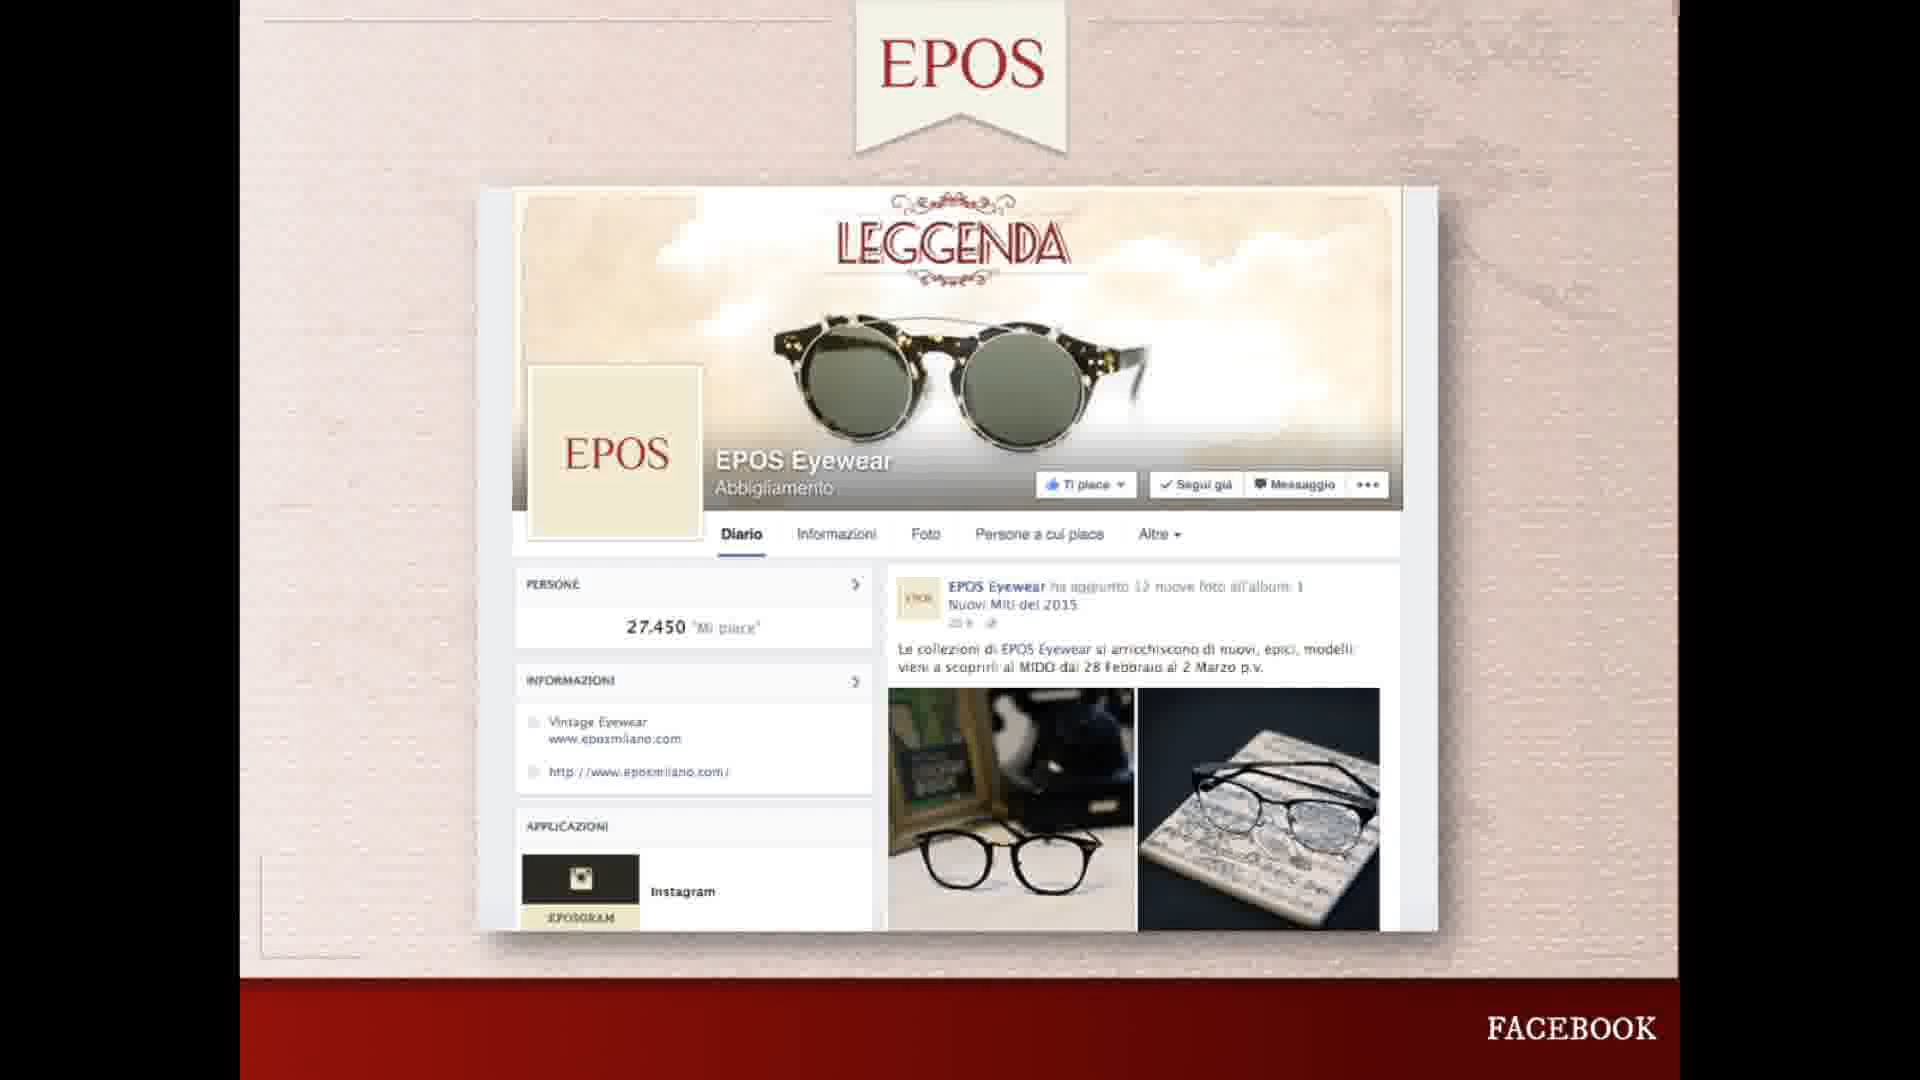 EPOS
LEGGENDA
EPOS
EPOS Eyewear
Abbigliamento
Ti piace
Segui già
Messaggio
Diario
Informazioni
Foto
Persone a cui piace
Altre
PERSONE
27.450 "Mi piace"
INFORMAZIONI
Vintage Eyewear
www.eposmilano.com
http://www.eposmilano.com/
APPLICAZIONI
Instagram
EPOSGRAM
EPOS
EPOS Eyewear ha aggiunto 12 nuove foto all'album: I
Nuovi Miti del 2015.
Le collezioni di EPOS Eyewear si arricchiscono di nuovi, epici, modelli:
vieni a scoprirli al MIDO dal 28 Febbraio al 2 Marzo p.v.
FACEBOOK